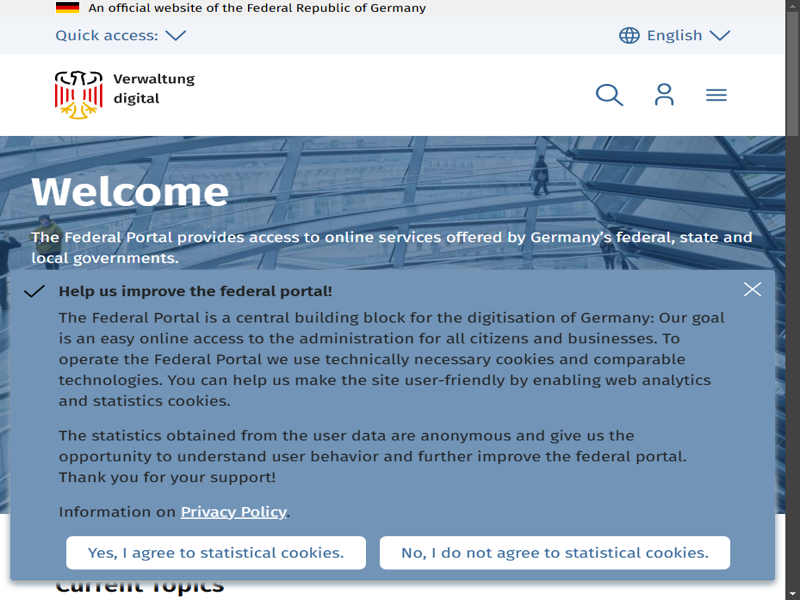 An official website of the Federal Republic of Germany
Quick access:
English
Verwaltung
digital
Welcome
The Federal Portal provides access to online services offered by Germany's federal, state and
local governments.
Help us improve the federal portal!
The Federal Portal is a central building block for the digitisation of Germany: Our goal
is an easy online access to the administration for all citizens and businesses. To
operate the Federal Portal we use technically necessary cookies and comparable
technologies. You can help us make the site user-friendly by enabling web analytics
and statistics cookies.
The statistics obtained from the user data are anonymous and give us the
opportunity to understand user behavior and further improve the federal portal.
Thank you for your support!
Information on Privacy Policy.
Yes, I agree to statistical cookies.
No, I do not agree to statistical cookies.
Current Topics